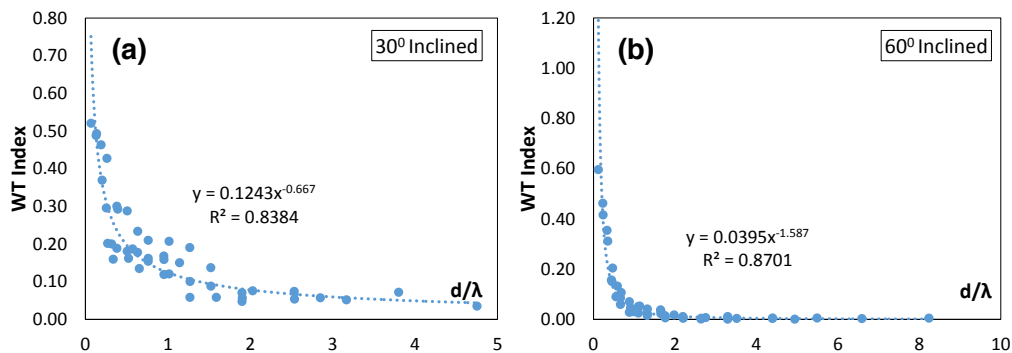 0.80
0.70
0.60
0.50
0.40
0.30
0.20
0.10
0.00
WT Index
(a)
30⁰ Inclined
y = 0.1243x^-0.667
R² = 0.8384
d/λ
0 1 2 3 4 5
1.20
1.00
0.80
0.60
0.40
0.20
0.00
WT Index
(b)
60⁰ Inclined
y = 0.0395x^-1.587
R² = 0.8701
d/λ
0 2 4 6 8 10